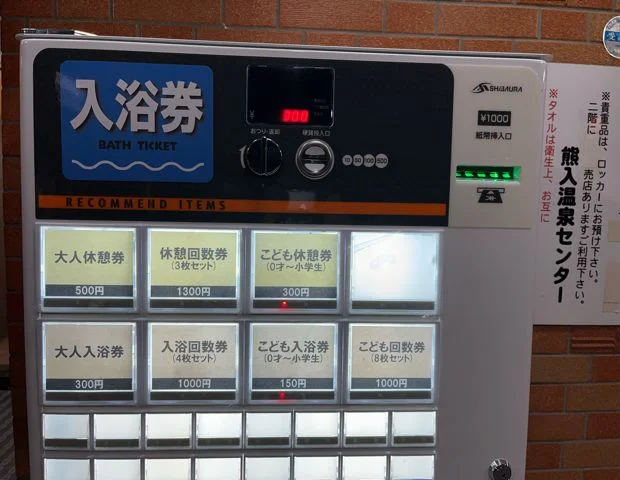 入浴券
BATH TICKET
おつり・返却
硬貨投入口
10 50 100 500
SHIBAURA
¥1000
紙幣挿入口
RECOMMEND ITEMS
大人休憩券
500円
休憩回数券
(3枚セット)
1300円
こども休憩券
(0才〜小学生)
300円
大人入浴券
300円
入浴回数券
(4枚セット)
1000円
こども入浴券
(0才〜小学生)
150円
こども回数券
(8枚セット)
1000円
※貴重品は、ロッカーにお預け下さい。
二階に
売店ありますご利用下さい。
熊入温泉センター
※タオルは衛生上、お互に